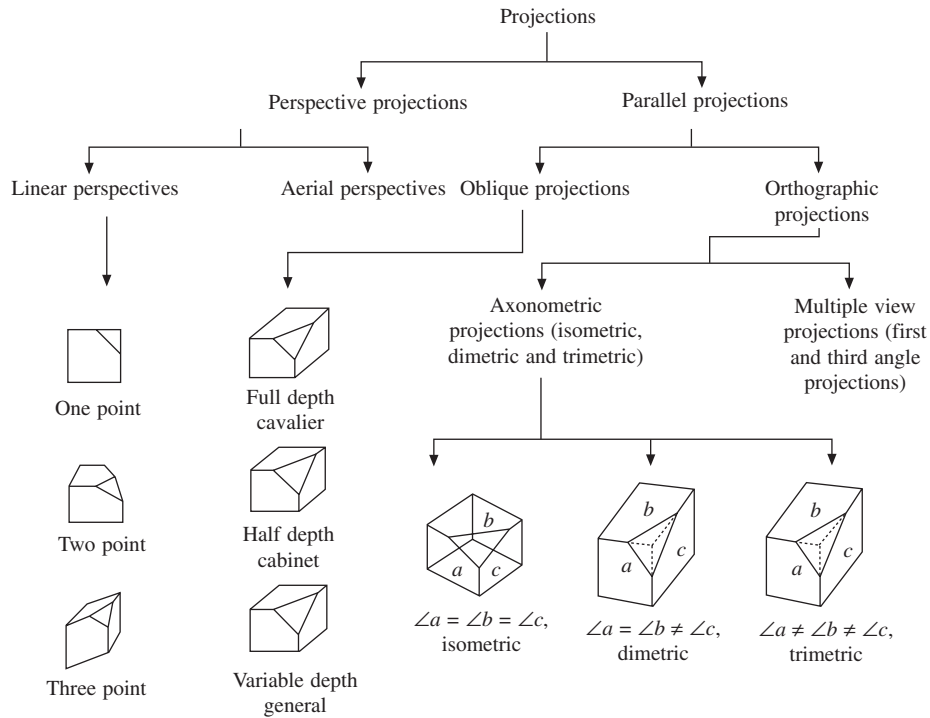 Projections
Perspective projections
Parallel projections
Linear perspectives
Aerial perspectives
Oblique projections
Orthographic
projections
Axonometric
projections (isometric,
dimetric and trimetric)
Multiple view
projections (first
and third angle
projections)
One point
Two point
Three point
Full depth
cavalier
Half depth
cabinet
Variable depth
general
b
a
c
∠a = ∠b = ∠c,
isometric
b
a
c
∠a = ∠b ≠ ∠c,
dimetric
b
a
c
∠a ≠ ∠b ≠ ∠c,
trimetric